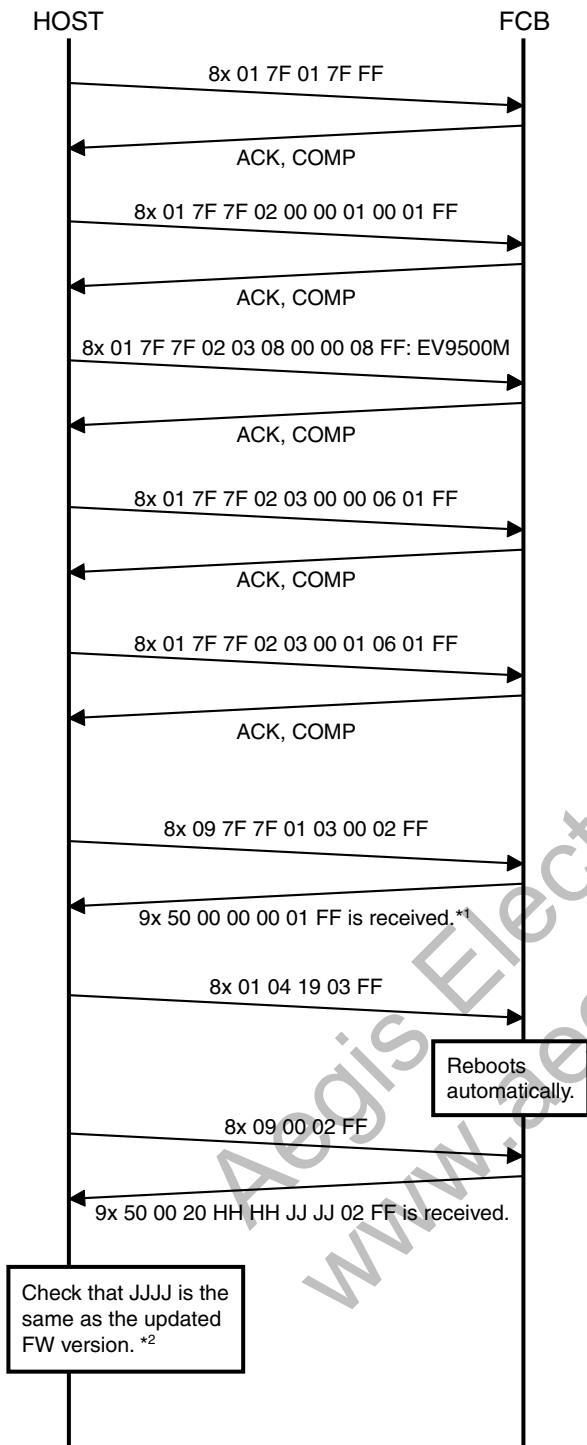 HOST
FCB
8x 01 7F 01 7F FF
ACK, COMP
8x 01 7F 7F 02 00 00 01 00 01 FF
ACK, COMP
8x 01 7F 7F 02 03 08 00 00 08 FF: EV9500M
ACK, COMP
8x 01 7F 7F 02 03 00 00 06 01 FF
ACK, COMP
8x 01 7F 7F 02 03 00 01 06 01 FF
ACK, COMP
8x 09 7F 7F 01 03 00 02 FF
9x 50 00 00 00 01 FF is received.*1
8x 01 04 19 03 FF
Reboots
automatically.
8x 09 00 02 FF
9x 50 00 20 HH HH JJ JJ 02 FF is received.
Check that JJJJ is the
same as the updated
FW version. *2
Aegis Elect
www.ae